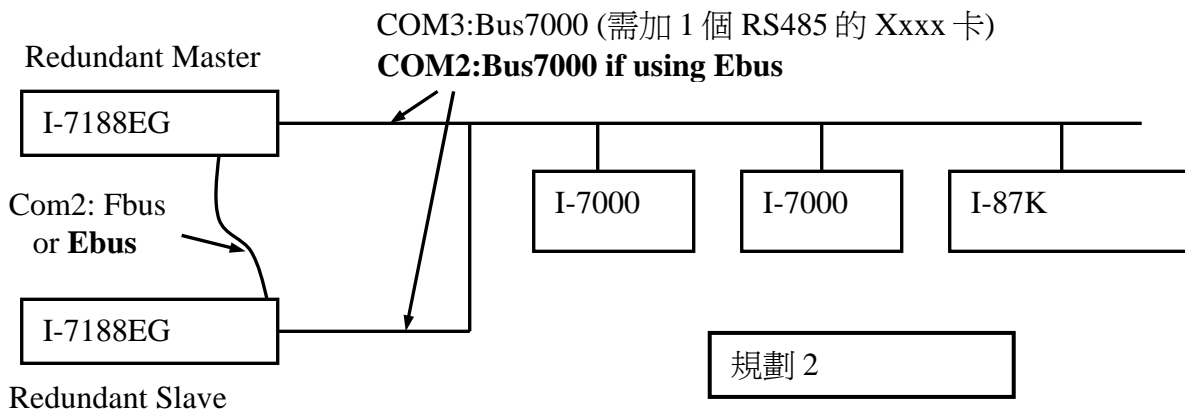 COM3:Bus7000 (需加 1 個 RS485 的 Xxxx 卡)
Redundant Master
COM2:Bus7000 if using Ebus
I-7188EG
Com2: Fbus
or Ebus
I-7000
I-7000
I-87K
I-7188EG
規劃 2
Redundant Slave